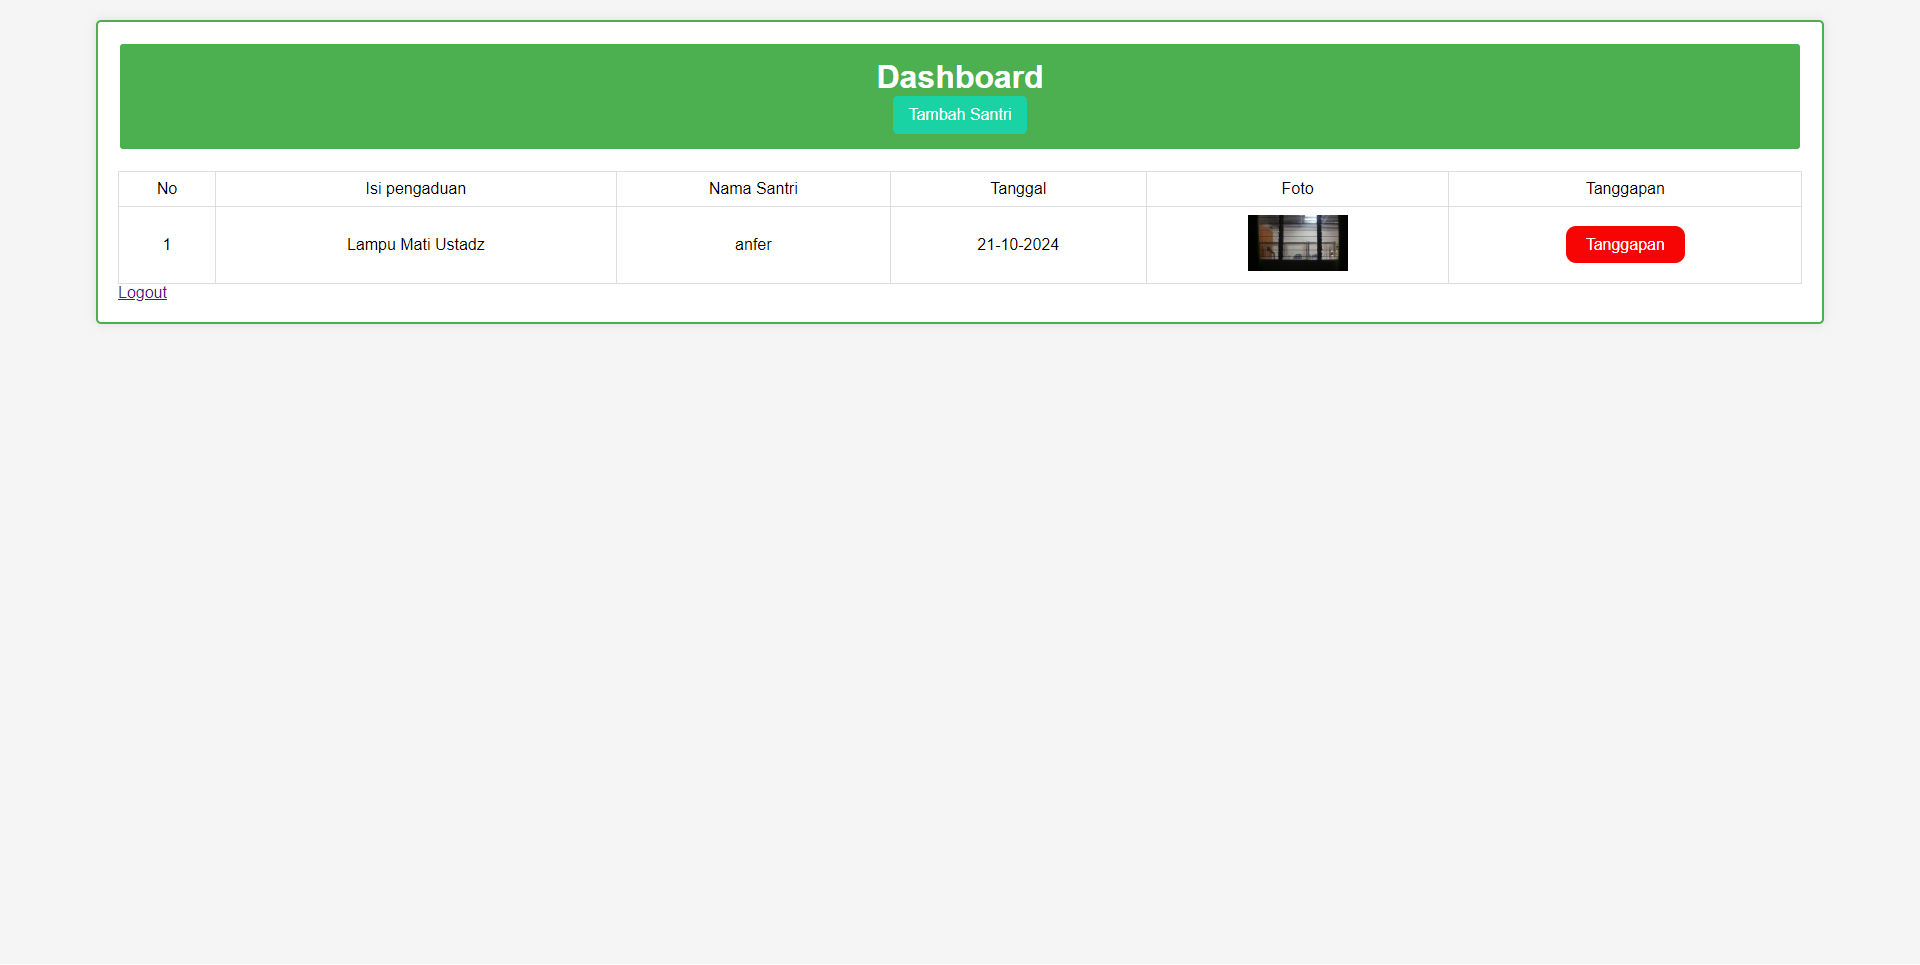 Dashboard
Tambah Santri
No Isi pengaduan Nama Santri Tanggal Foto Tanggapan
1 Lampu Mati Ustadz anfer 21-10-2024 Tanggapan
Logout